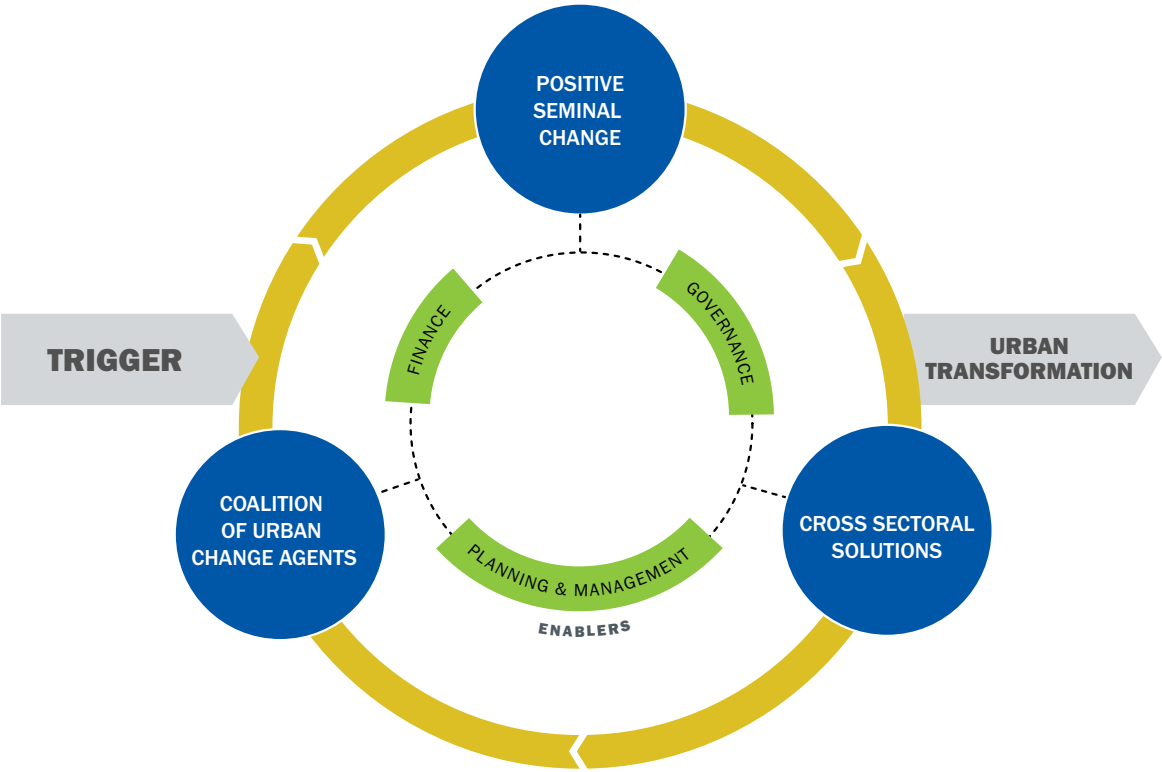 POSITIVE
SEMINAL
CHANGE
FINANCE
GOVERNANCE
TRIGGER
URBAN
TRANSFORMATION
COALITION
OF URBAN
CHANGE AGENTS
CROSS SECTORAL
SOLUTIONS
PLANNING & MANAGEMENT
ENABLERS